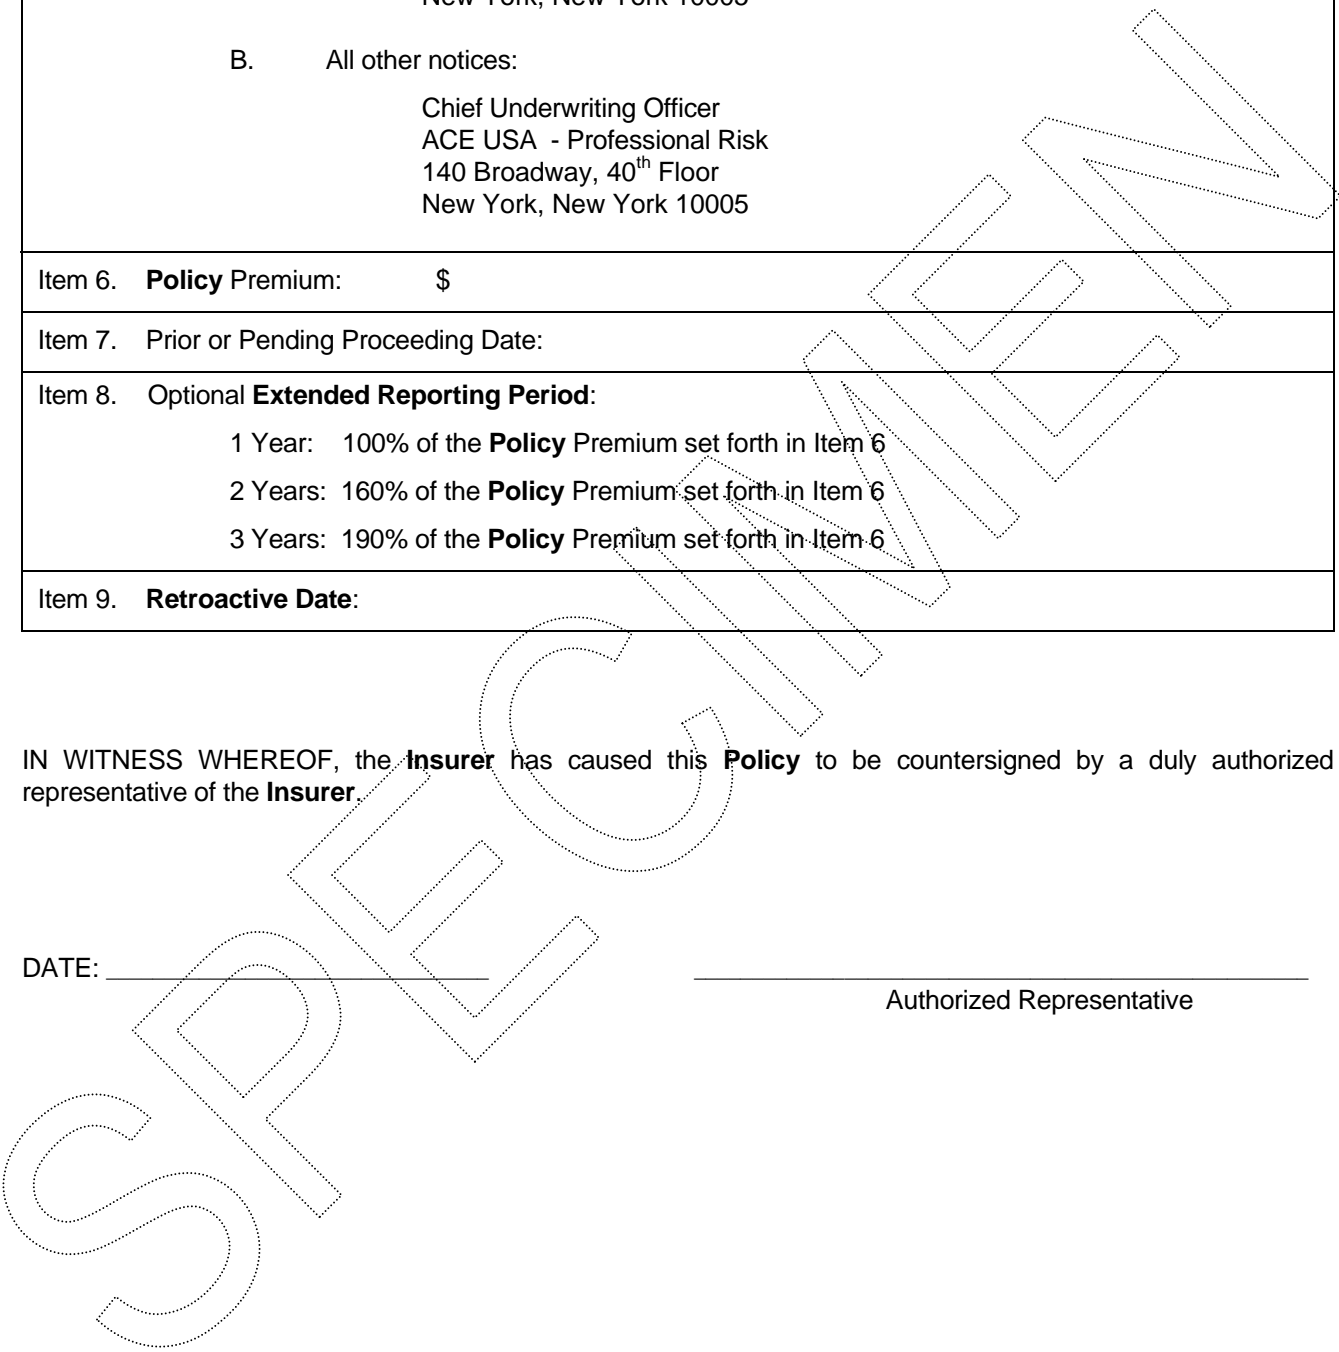 New York, New York 10005
B. All other notices:
Chief Underwriting Officer
ACE USA - Professional Risk
140 Broadway, 40th Floor
New York, New York 10005
Item 6. Policy Premium: $
Item 7. Prior or Pending Proceeding Date:
Item 8. Optional Extended Reporting Period:
1 Year: 100% of the Policy Premium set forth in Item 6
2 Years: 160% of the Policy Premium set forth in Item 6
3 Years: 190% of the Policy Premium set forth in Item 6
Item 9. Retroactive Date:
IN WITNESS WHEREOF, the Insurer has caused this Policy to be countersigned by a duly authorized
representative of the Insurer.
DATE: ____________________________ ____________________________________________
Authorized Representative
SPECIMEN